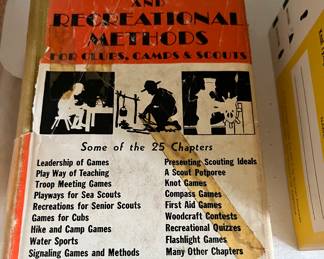 AND
RECREATIONAL
METHODS
FOR CLUBS, CAMPS & SCOUTS
Some of the 25 Chapters
Leadership of Games
Play Way of Teaching
Troop Meeting Games
Playways for Sea Scouts
Recreations for Senior Scouts
Games for Cubs
Hike and Camp Games
Water Sports
Signaling Games and Methods
Presenting Scouting Ideals
A Scout Potporee
Knot Games
Compass Games
First Aid Games
Woodcraft Contests
Recreational Quizzes
Flashlight Games
Many Other Chapters